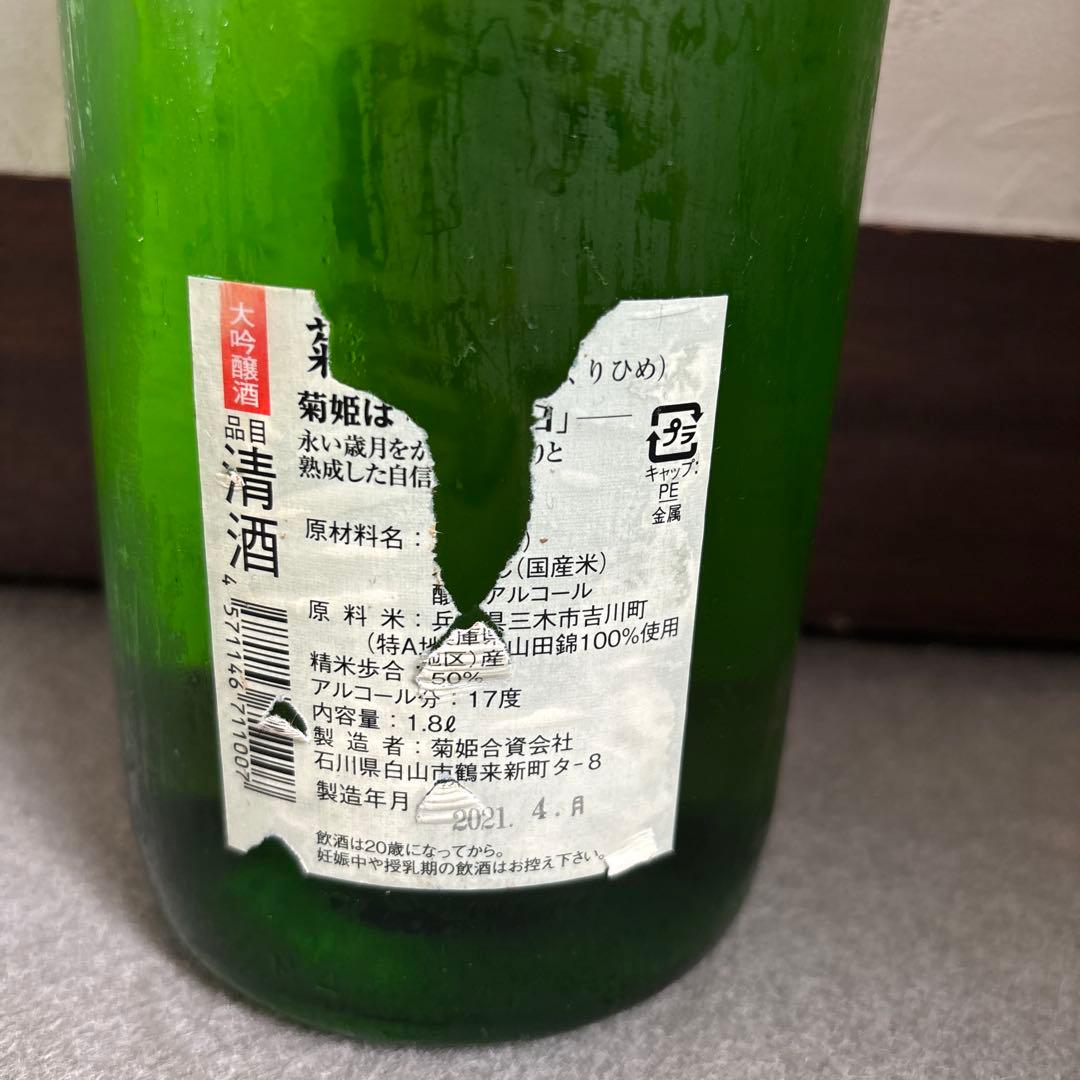 大吟醸酒
品目
清酒
4 571146 711007
くりひめ）
菊姫は
口」──
永い歳月をか りと
熟成した自信
原材料名：
（国産米）
醸 アルコール
原料米：兵庫県三木市吉川町
（特A地区）産山田錦100%使用
精米歩合 50%
アルコール分：17度
内容量：1.8ℓ
製造者：菊姫合資会社
石川県白山市鶴来新町タ-8
製造年月
2021. 4.月
飲酒は20歳になってから。
妊娠中や授乳期の飲酒はお控え下さい。
プラ
キャップ：
PE
金属